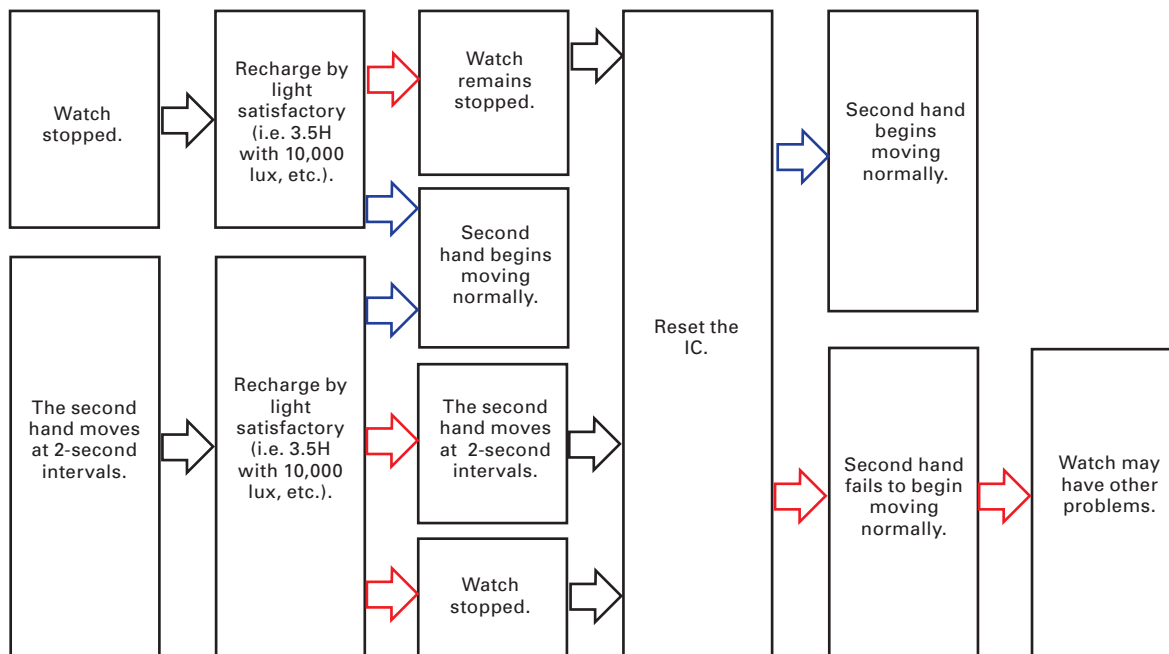 Watch
stopped.
Recharge by
light
satisfactory
(i.e. 3.5H
with 10,000
lux, etc.).
Watch
remains
stopped.
Second
hand begins
moving
normally.
Reset the
IC.
Second hand
begins
moving
normally.
The second
hand moves
at 2-second
intervals.
Recharge by
light
satisfactory
(i.e. 3.5H
with 10,000
lux, etc.).
The second
hand moves
at 2-second
intervals.
Watch
stopped.
Second hand
fails to begin
moving
normally.
Watch may
have other
problems.